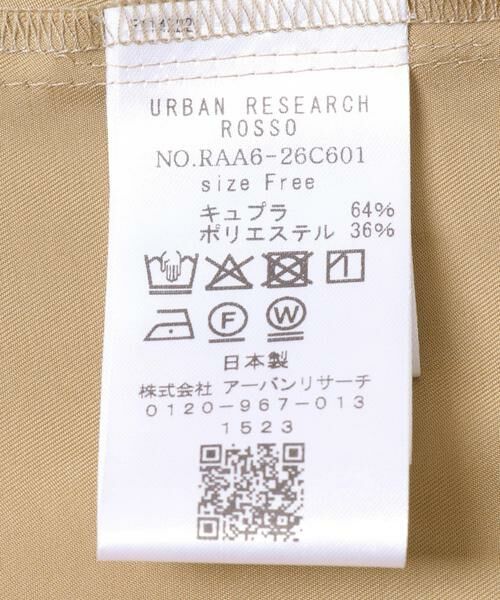 URBAN RESEARCH
ROSSO
NO.RAA6-26C601
size Free
キュプラ 64%
ポリエステル 36%
F
W
日本製
株式会社 アーバンリサーチ
0120-967-013
1523